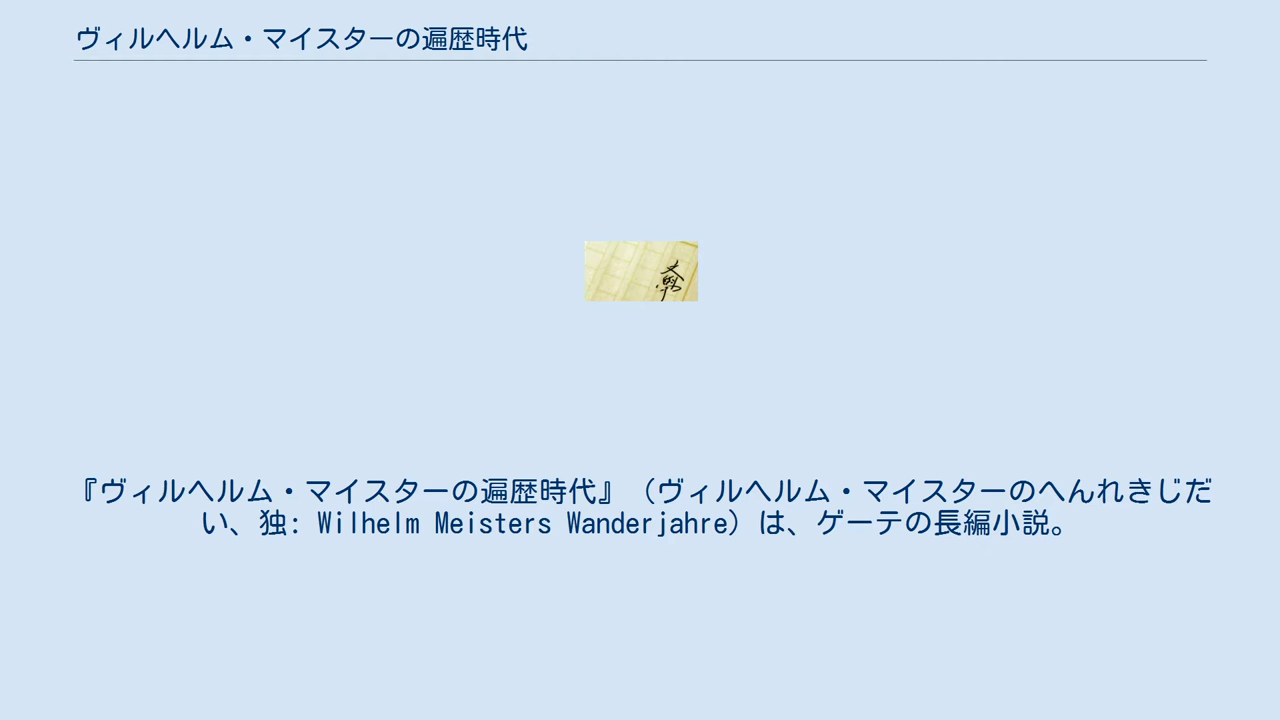 ヴィルヘルム・マイスターの遍歴時代
『ヴィルヘルム・マイスターの遍歴時代』（ヴィルヘルム・マイスターのへんれきじだ
い、独: Wilhelm Meisters Wanderjahre）は、ゲーテの長編小説。